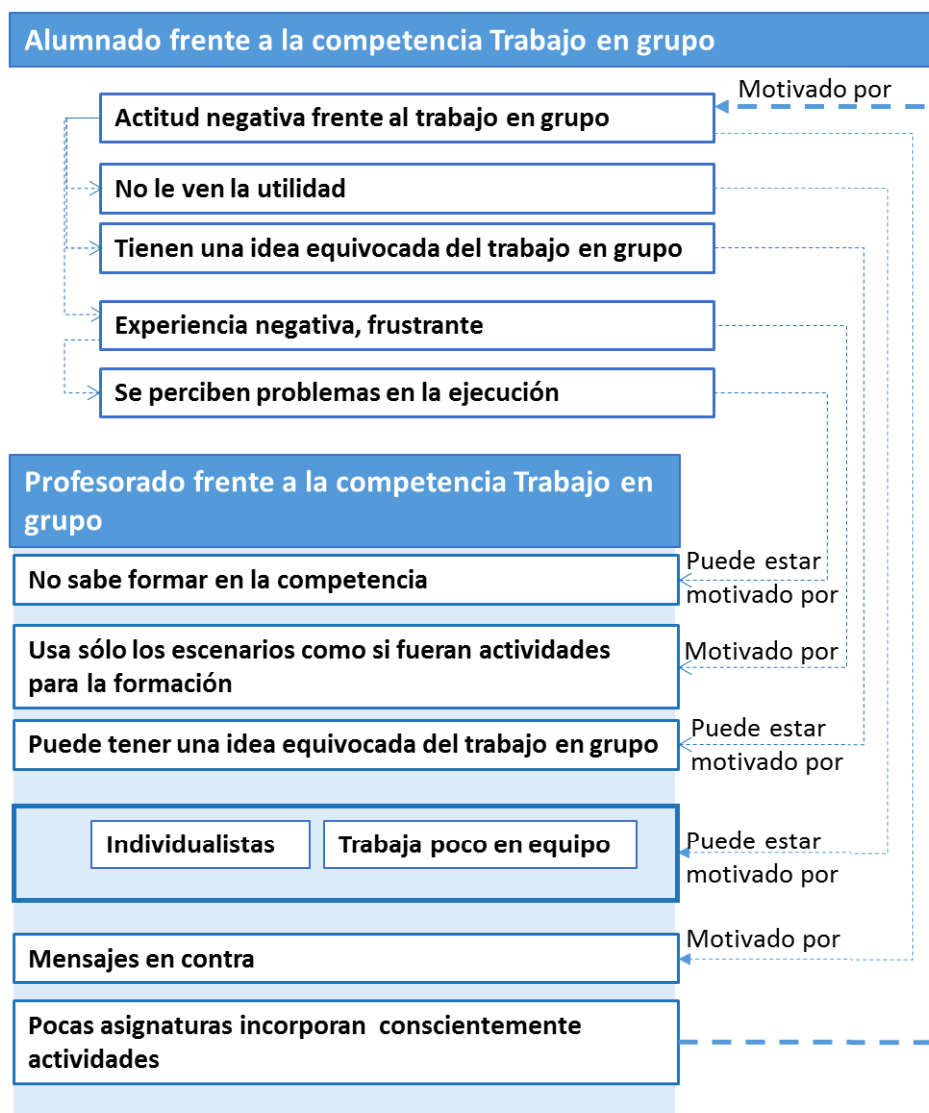 Alumnado frente a la competencia Trabajo en grupo
Motivado por
Actitud negativa frente al trabajo en grupo
No le ven la utilidad
Tienen una idea equivocada del trabajo en grupo
Experiencia negativa, frustrante
Se perciben problemas en la ejecución
Profesorado frente a la competencia Trabajo en
grupo
No sabe formar en la competencia
Puede estar
motivado por
Usa sólo los escenarios como si fueran actividades
para la formación
Motivado por
Puede tener una idea equivocada del trabajo en grupo
Puede estar
motivado por
Individualistas
Trabaja poco en equipo
Puede estar
motivado por
Mensajes en contra
Motivado por
Pocas asignaturas incorporan conscientemente
actividades